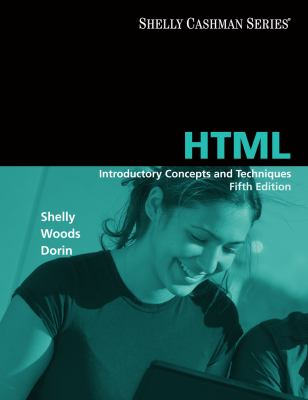 SHELLY CASHMAN SERIES®
HTML
Introductory Concepts and Techniques
Fifth Edition
Shelly
Woods
Dorin